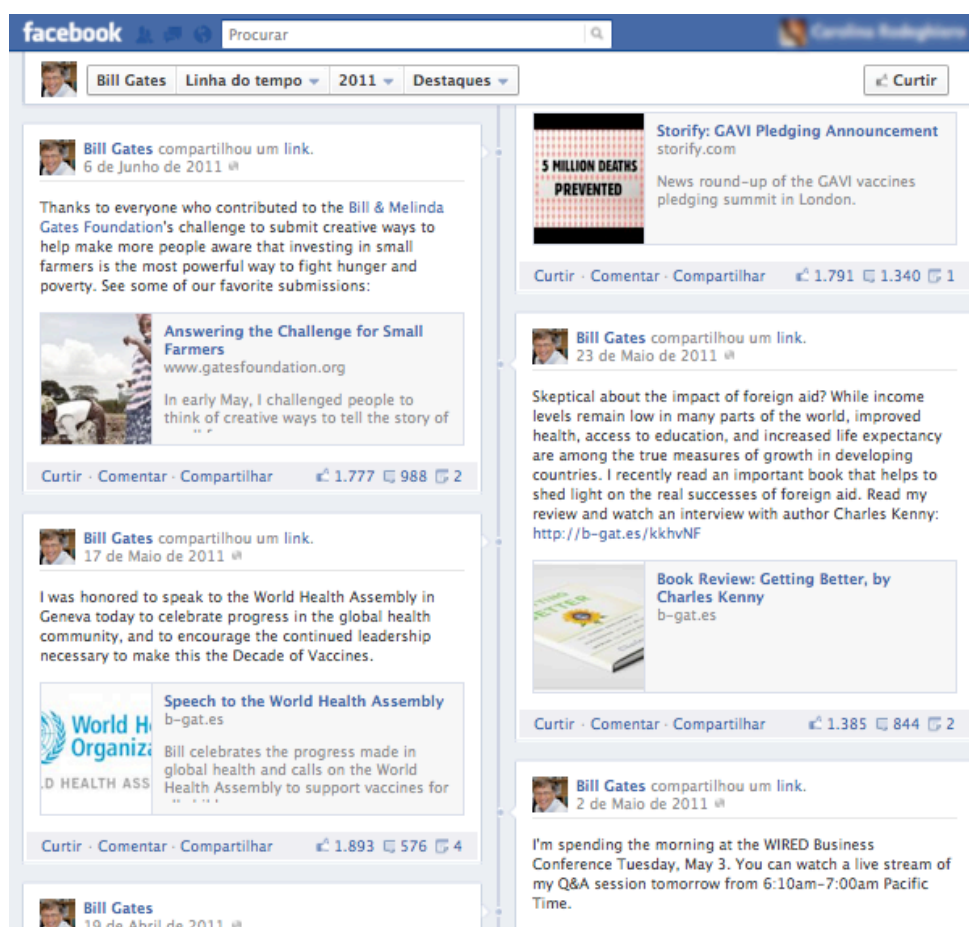 facebook
Procurar
Bill Gates
Linha do tempo
2011
Destaques
Curtir
Bill Gates compartilhou um link.
6 de Junho de 2011
Thanks to everyone who contributed to the Bill & Melinda
Gates Foundation's challenge to submit creative ways to
help make more people aware that investing in small
farmers is the most powerful way to fight hunger and
poverty. See some of our favorite submissions:
Answering the Challenge for Small
Farmers
www.gatesfoundation.org
In early May, I challenged people to
think of creative ways to tell the story of
Curtir · Comentar · Compartilhar 1.777 988 2
Bill Gates compartilhou um link.
17 de Maio de 2011
I was honored to speak to the World Health Assembly in
Geneva today to celebrate progress in the global health
community, and to encourage the continued leadership
necessary to make this the Decade of Vaccines.
World H
Organiza
D HEALTH ASS
Speech to the World Health Assembly
b-gat.es
Bill celebrates the progress made in
global health and calls on the World
Health Assembly to support vaccines for
Curtir · Comentar · Compartilhar 1.893 576 4
Bill Gates
19 de Abril de 2011
5 MILLION DEATHS
PREVENTED
Storify: GAVI Pledging Announcement
storify.com
News round-up of the GAVI vaccines
pledging summit in London.
Curtir · Comentar · Compartilhar 1.791 1.340 1
Bill Gates compartilhou um link.
23 de Maio de 2011
Skeptical about the impact of foreign aid? While income
levels remain low in many parts of the world, improved
health, access to education, and increased life expectancy
are among the true measures of growth in developing
countries. I recently read an important book that helps to
shed light on the real successes of foreign aid. Read my
review and watch an interview with author Charles Kenny:
http://b-gat.es/kkhvNF
Book Review: Getting Better, by
Charles Kenny
b-gat.es
Curtir · Comentar · Compartilhar 1.385 844 2
Bill Gates compartilhou um link.
2 de Maio de 2011
I'm spending the morning at the WIRED Business
Conference Tuesday, May 3. You can watch a live stream of
my Q&A session tomorrow from 6:10am-7:00am Pacific
Time.